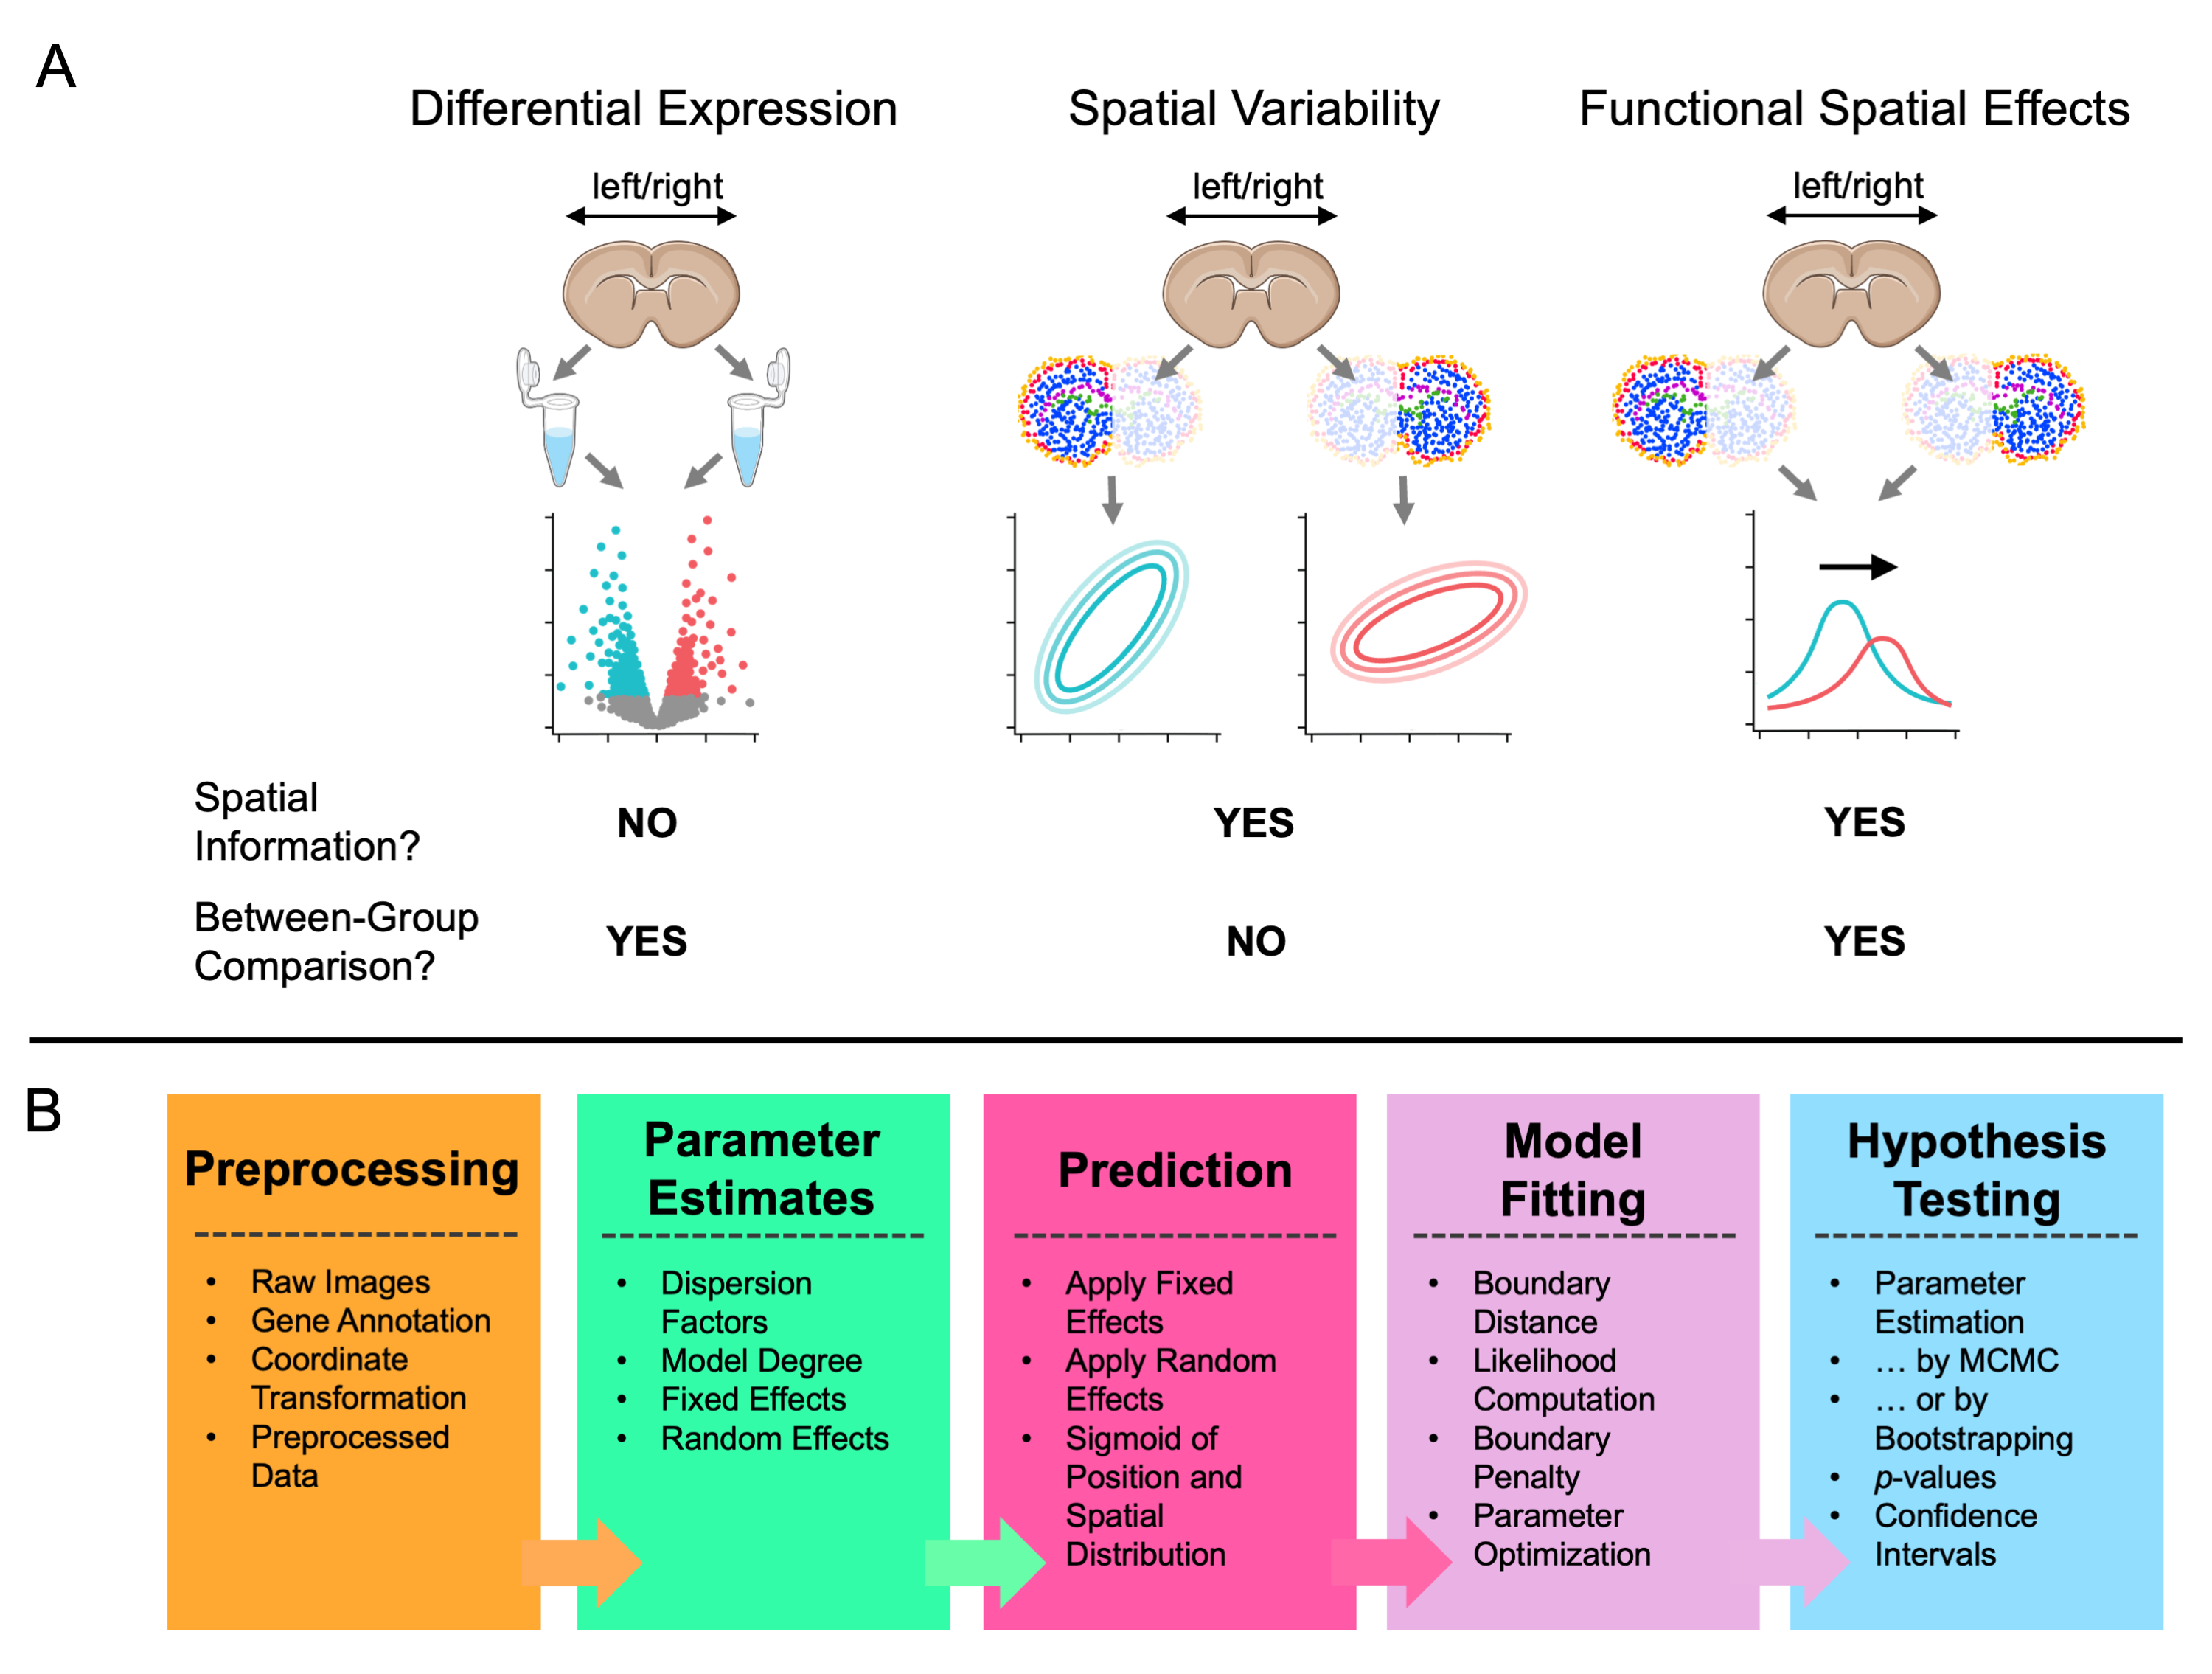 A
Differential Expression
Spatial Variability
Functional Spatial Effects
left/right
left/right
left/right
Spatial
Information?
NO
YES
YES
Between-Group
Comparison?
YES
NO
YES
B
Preprocessing
• Raw Images
• Gene Annotation
• Coordinate
Transformation
• Preprocessed
Data
Parameter
Estimates
• Dispersion
Factors
• Model Degree
• Fixed Effects
• Random Effects
Prediction
• Apply Fixed
Effects
• Apply Random
Effects
• Sigmoid of
Position and
Spatial
Distribution
Model
Fitting
• Boundary
Distance
• Likelihood
Computation
• Boundary
Penalty
• Parameter
Optimization
Hypothesis
Testing
• Parameter
Estimation
• … by MCMC
• … or by
Bootstrapping
• p-values
• Confidence
Intervals